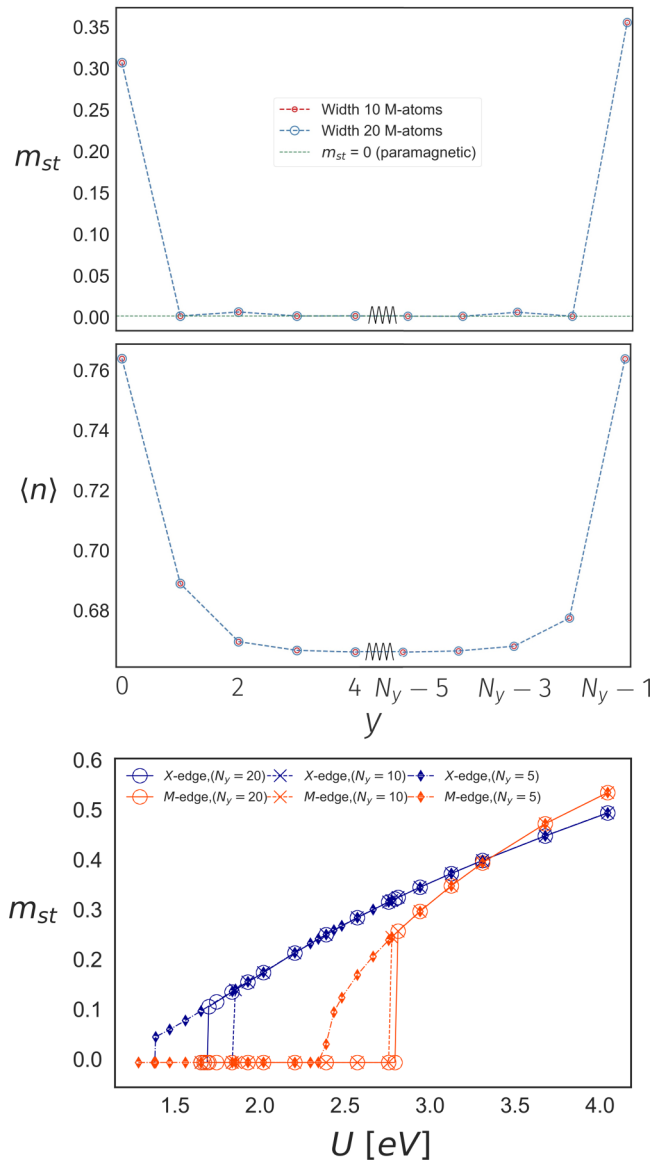 0.35
0.30
0.25
0.20
0.15
0.10
0.05
0.00
m_st
Width 10 M-atoms
Width 20 M-atoms
m_st = 0 (paramagnetic)
0.76
0.74
0.72
0.70
0.68
⟨n⟩
0 2 4 N_y − 5 N_y − 3 N_y − 1
y
0.6
0.5
0.4
0.3
0.2
0.1
0.0
m_st
X-edge,(N_y = 20) X-edge,(N_y = 10) X-edge,(N_y = 5)
M-edge,(N_y = 20) M-edge,(N_y = 10) M-edge,(N_y = 5)
1.5 2.0 2.5 3.0 3.5 4.0
U [eV]